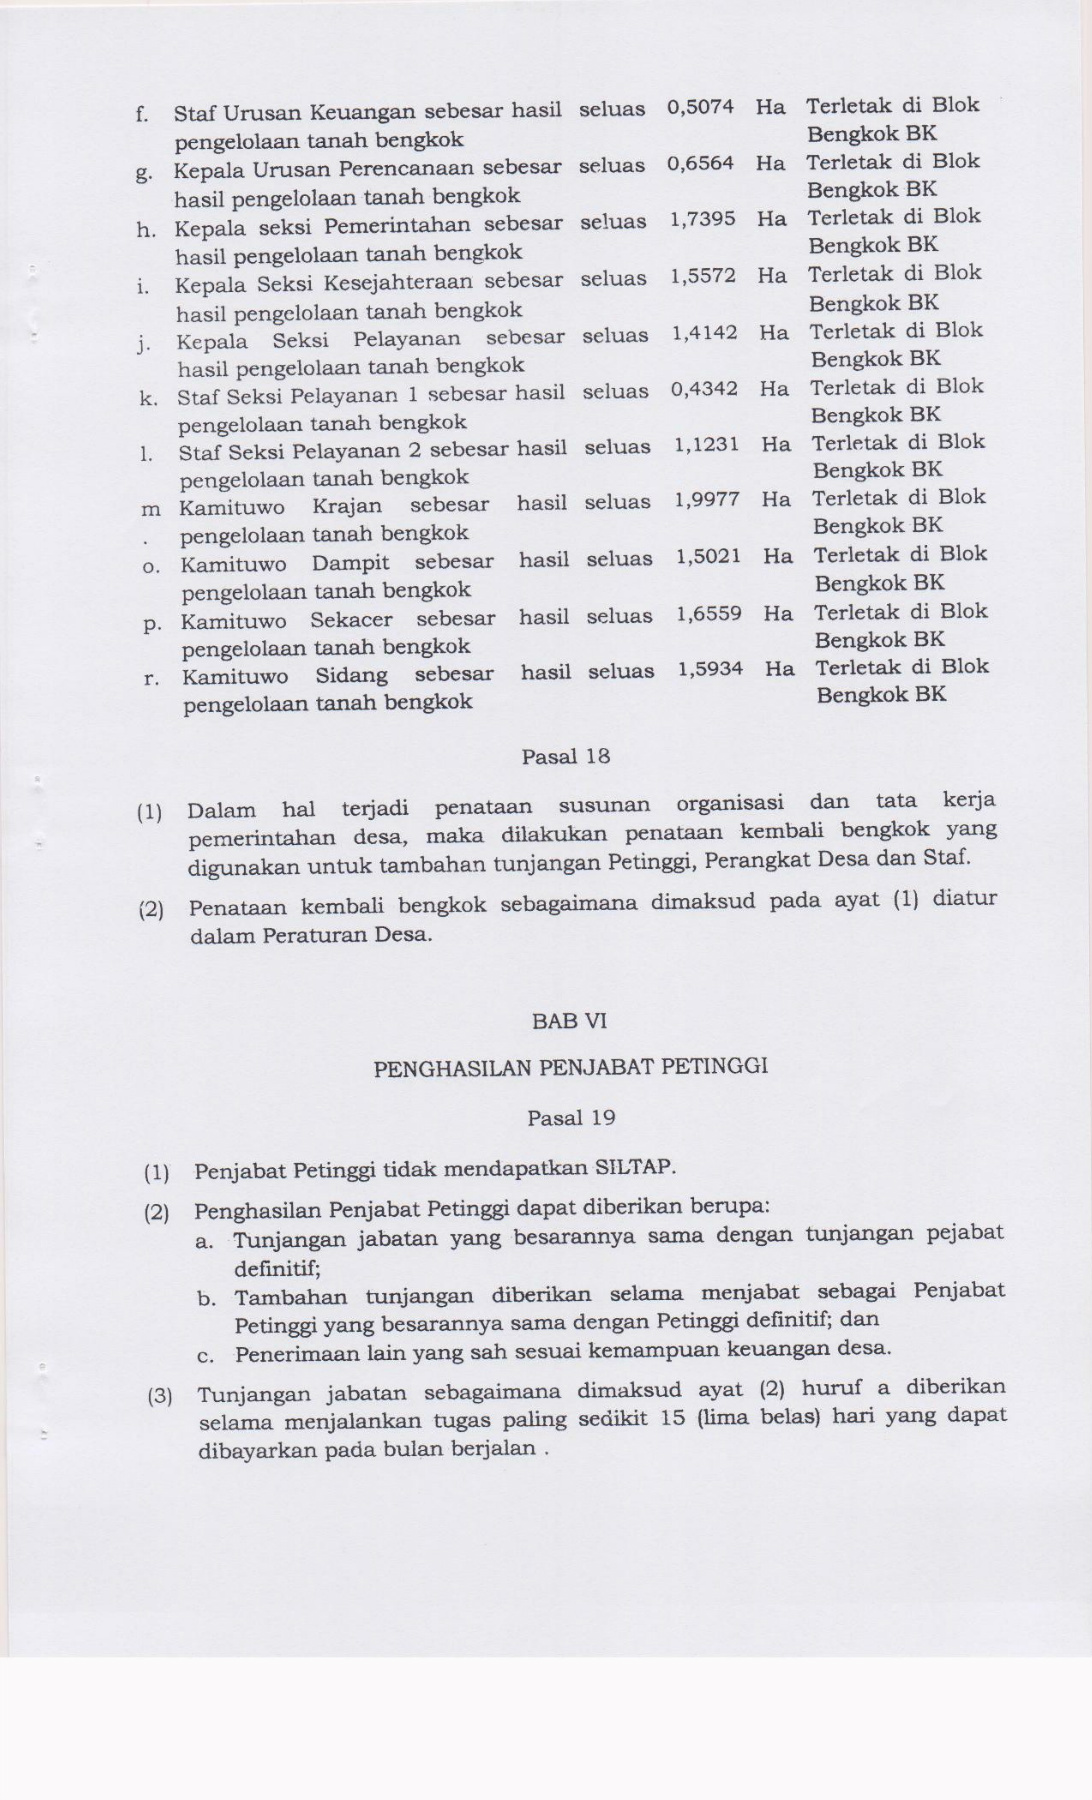 f. Staf Urusan Keuangan sebesar hasil seluas 0,5074 Ha Terletak di Blok
pengelolaan tanah bengkok Bengkok BK
g. Kepala Urusan Perencanaan sebesar seluas 0,6564 Ha Terletak di Blok
hasil pengelolaan tanah bengkok Bengkok BK
h. Kepala seksi Pemerintahan sebesar seluas 1,7395 Ha Terletak di Blok
hasil pengelolaan tanah bengkok Bengkok BK
i. Kepala Seksi Kesejahteraan sebesar seluas 1,5572 Ha Terletak di Blok
hasil pengelolaan tanah bengkok Bengkok BK
j. Kepala Seksi Pelayanan sebesar seluas 1,4142 Ha Terletak di Blok
hasil pengelolaan tanah bengkok Bengkok BK
k. Staf Seksi Pelayanan 1 sebesar hasil seluas 0,4342 Ha Terletak di Blok
pengelolaan tanah bengkok Bengkok BK
l. Staf Seksi Pelayanan 2 sebesar hasil seluas 1,1231 Ha Terletak di Blok
pengelolaan tanah bengkok Bengkok BK
m Kamituwo Krajan sebesar hasil seluas 1,9977 Ha Terletak di Blok
. pengelolaan tanah bengkok Bengkok BK
o. Kamituwo Dampit sebesar hasil seluas 1,5021 Ha Terletak di Blok
pengelolaan tanah bengkok Bengkok BK
p. Kamituwo Sekacer sebesar hasil seluas 1,6559 Ha Terletak di Blok
pengelolaan tanah bengkok Bengkok BK
r. Kamituwo Sidang sebesar hasil seluas 1,5934 Ha Terletak di Blok
pengelolaan tanah bengkok Bengkok BK
Pasal 18
(1) Dalam hal terjadi penataan susunan organisasi dan tata kerja
pemerintahan desa, maka dilakukan penataan kembali bengkok yang
digunakan untuk tambahan tunjangan Petinggi, Perangkat Desa dan Staf.
(2) Penataan kembali bengkok sebagaimana dimaksud pada ayat (1) diatur
dalam Peraturan Desa.
BAB VI
PENGHASILAN PENJABAT PETINGGI
Pasal 19
(1) Penjabat Petinggi tidak mendapatkan SILTAP.
(2) Penghasilan Penjabat Petinggi dapat diberikan berupa:
a. Tunjangan jabatan yang besarannya sama dengan tunjangan pejabat
definitif;
b. Tambahan tunjangan diberikan selama menjabat sebagai Penjabat
Petinggi yang besarannya sama dengan Petinggi definitif; dan
c. Penerimaan lain yang sah sesuai kemampuan keuangan desa.
(3) Tunjangan jabatan sebagaimana dimaksud ayat (2) huruf a diberikan
selama menjalankan tugas paling sedikit 15 (lima belas) hari yang dapat
dibayarkan pada bulan berjalan .